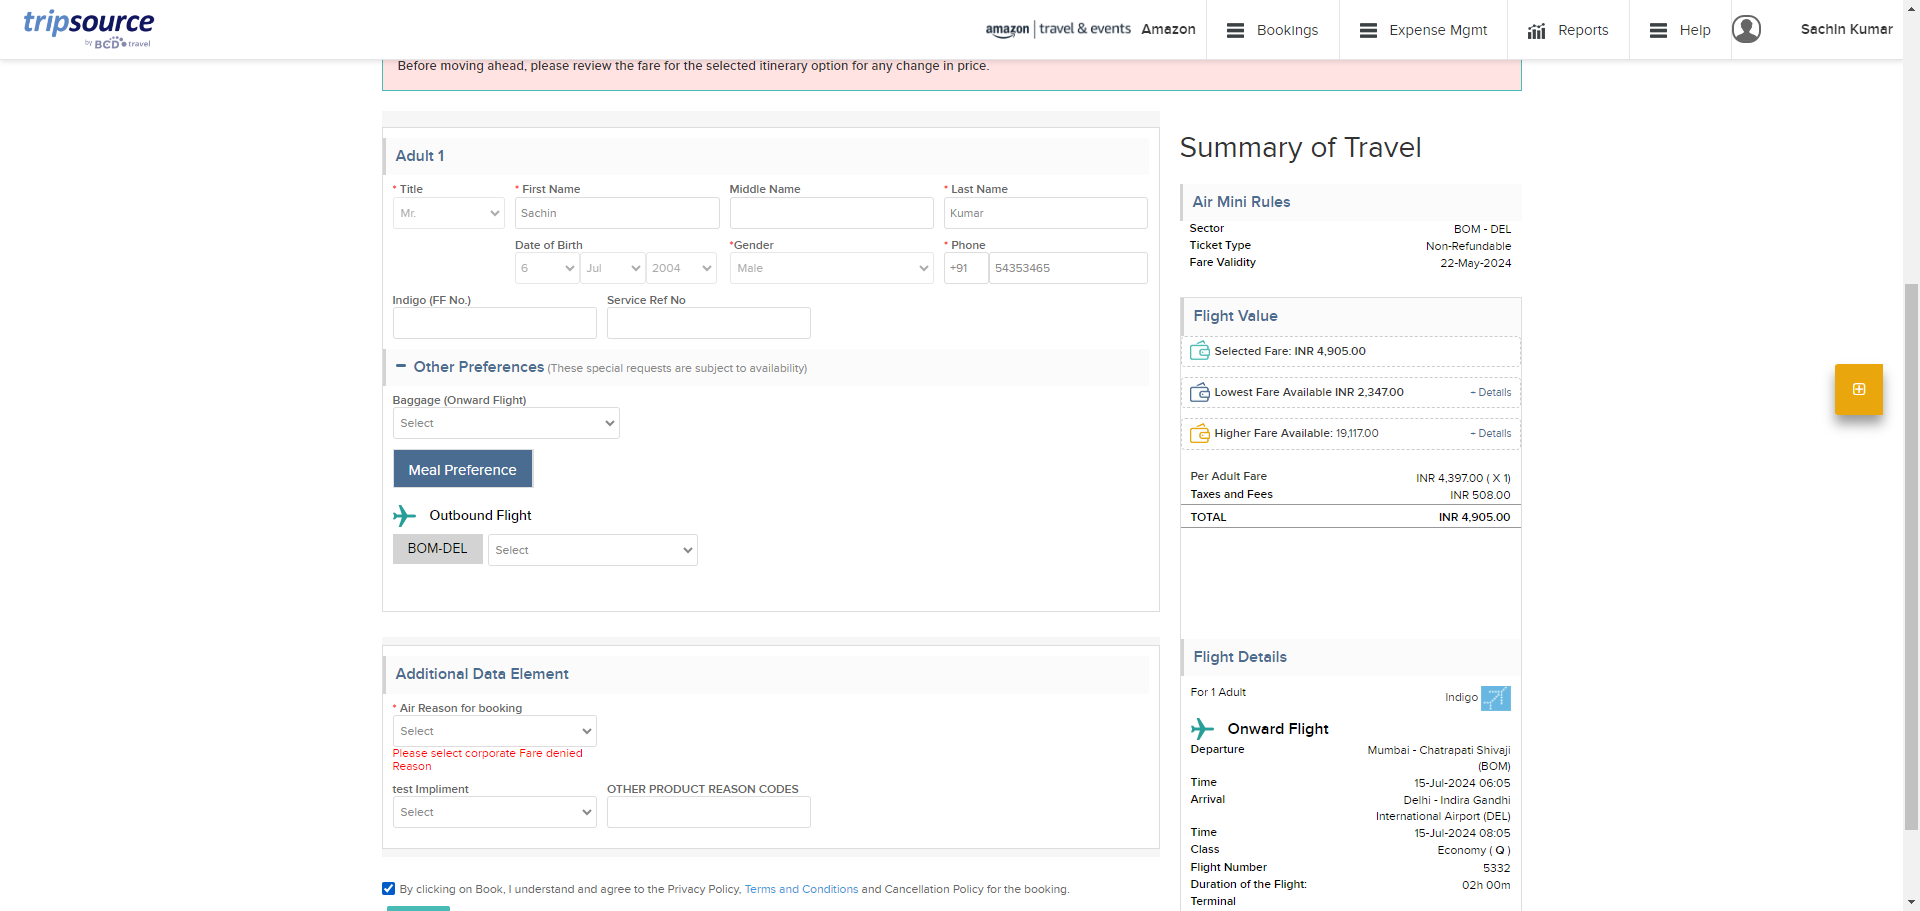 tripsource
by BCD travel
amazon | travel & events Amazon
Bookings
Expense Mgmt
Reports
Help
Sachin Kumar
Before moving ahead, please review the fare for the selected itinerary option for any change in price.
Adult 1
* Title
* First Name
Middle Name
* Last Name
Mr.
Sachin
Kumar
Date of Birth
*Gender
* Phone
6
Jul
2004
Male
+91
54353465
Indigo (FF No.)
Service Ref No
Other Preferences (These special requests are subject to availability)
Baggage (Onward Flight)
Select
Meal Preference
Outbound Flight
BOM-DEL
Select
Additional Data Element
* Air Reason for booking
Select
Please select corporate Fare denied
Reason
test Impliment
OTHER PRODUCT REASON CODES
Select
By clicking on Book, I understand and agree to the Privacy Policy, Terms and Conditions and Cancellation Policy for the booking.
Summary of Travel
Air Mini Rules
Sector BOM - DEL
Ticket Type Non-Refundable
Fare Validity 22-May-2024
Flight Value
Selected Fare: INR 4,905.00
Lowest Fare Available INR 2,347.00 + Details
Higher Fare Available: 19,117.00 + Details
Per Adult Fare INR 4,397.00 ( X 1)
Taxes and Fees INR 508.00
TOTAL INR 4,905.00
Flight Details
For 1 Adult Indigo
Onward Flight
Departure Mumbai - Chatrapati Shivaji
(BOM)
Time 15-Jul-2024 06:05
Arrival Delhi - Indira Gandhi
International Airport (DEL)
Time 15-Jul-2024 08:05
Class Economy ( Q )
Flight Number 5332
Duration of the Flight: 02h 00m
Terminal